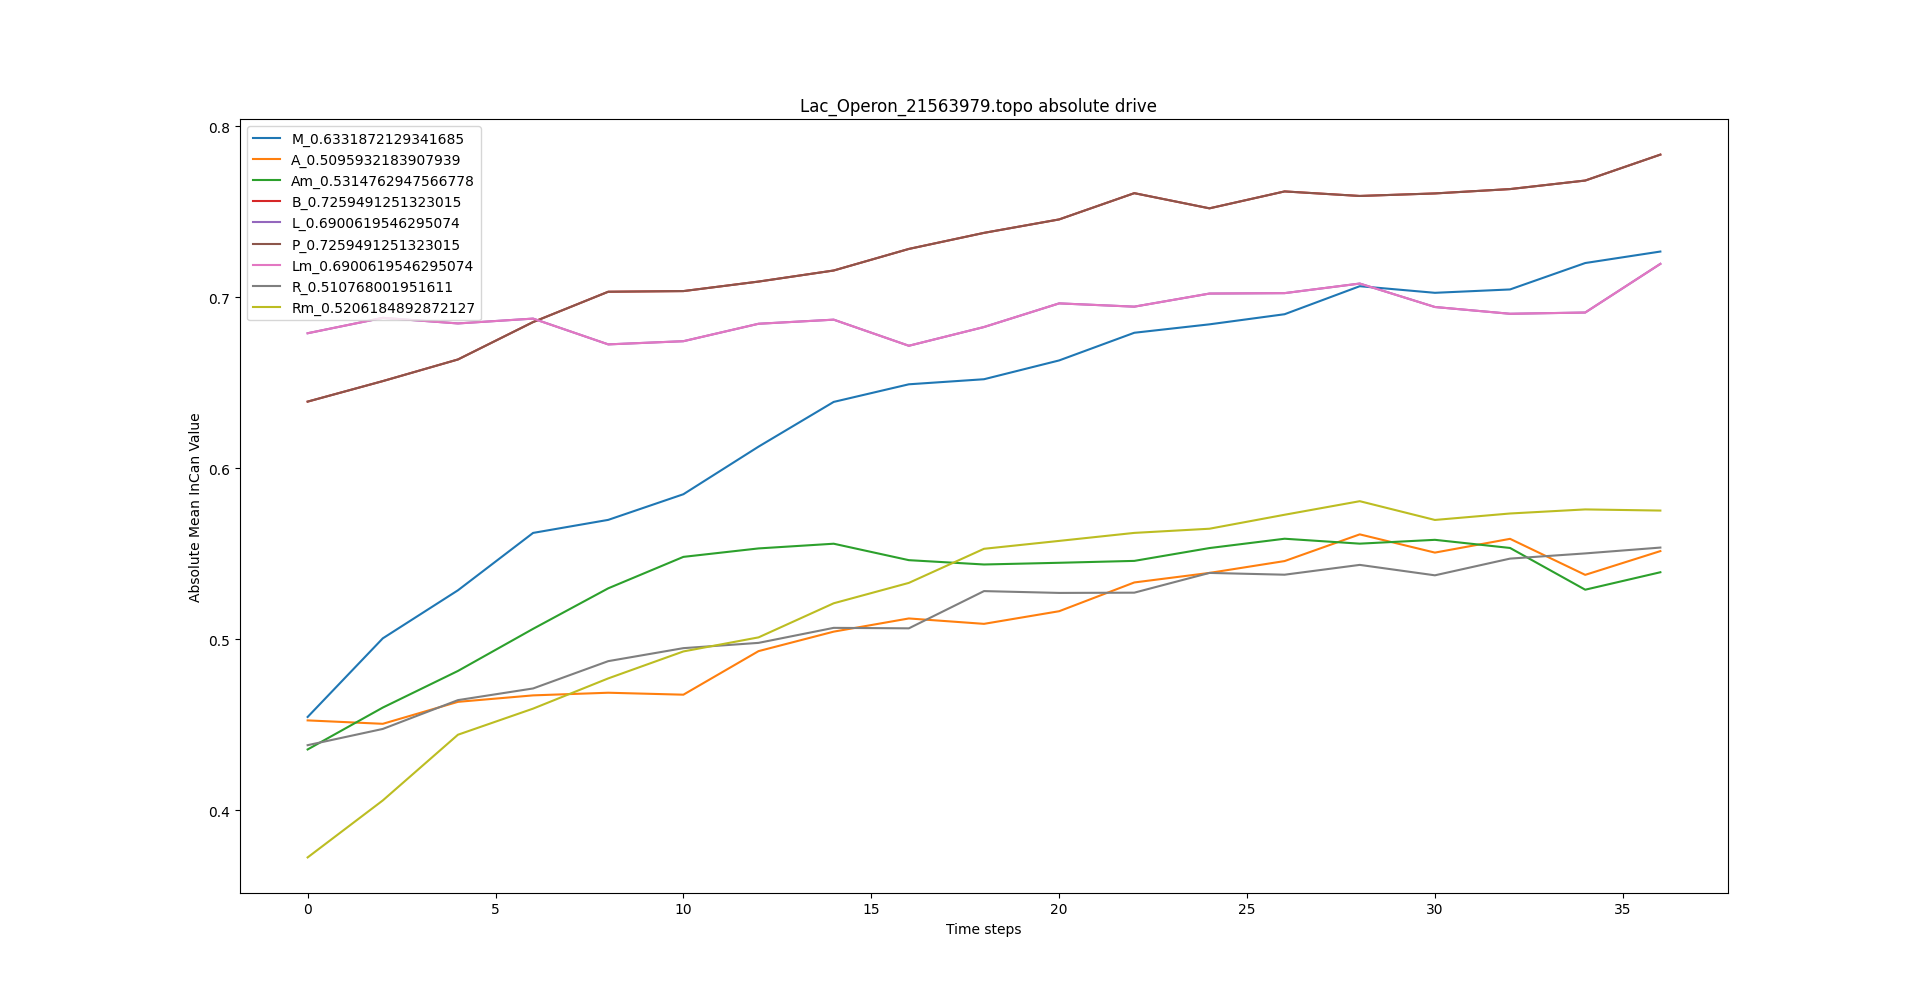 Lac_Operon_21563979.topo absolute drive
M_0.6331872129341685
A_0.5095932183907939
Am_0.5314762947566778
B_0.7259491251323015
L_0.6900619546295074
P_0.7259491251323015
Lm_0.6900619546295074
R_0.510768001951611
Rm_0.5206184892872127
Absolute Mean InCan Value
0.8
0.7
0.6
0.5
0.4
0 5 10 15 20 25 30 35
Time steps